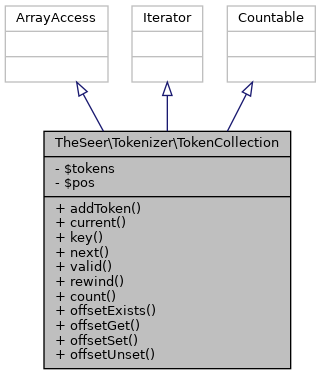 ArrayAccess
Iterator
Countable
TheSeer\Tokenizer\TokenCollection
- $tokens
- $pos
+ addToken()
+ current()
+ key()
+ next()
+ valid()
+ rewind()
+ count()
+ offsetExists()
+ offsetGet()
+ offsetSet()
+ offsetUnset()